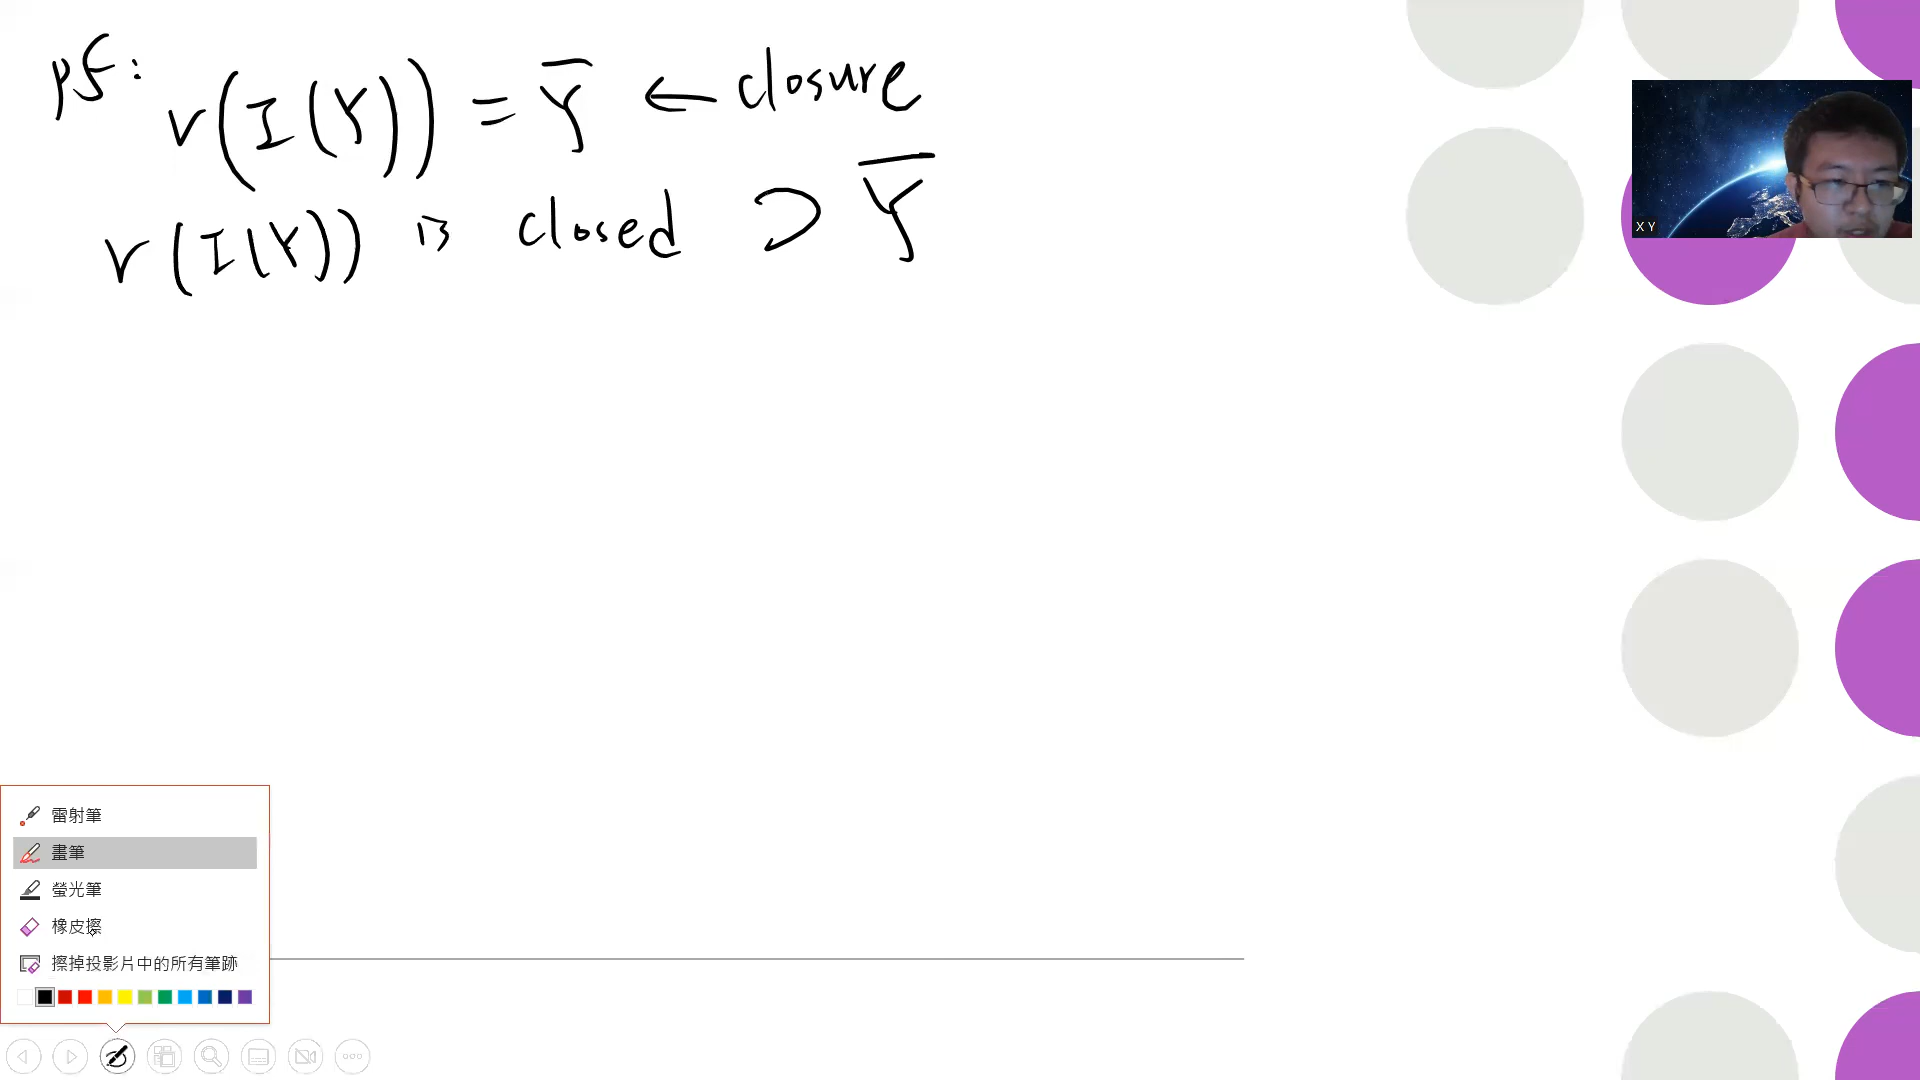 pf:
v(I(Y)) = Y̅ ← closure
v(I(Y)) is closed ⊃ Y̅
X Y
雷射筆
畫筆
螢光筆
橡皮擦
擦掉投影片中的所有筆跡